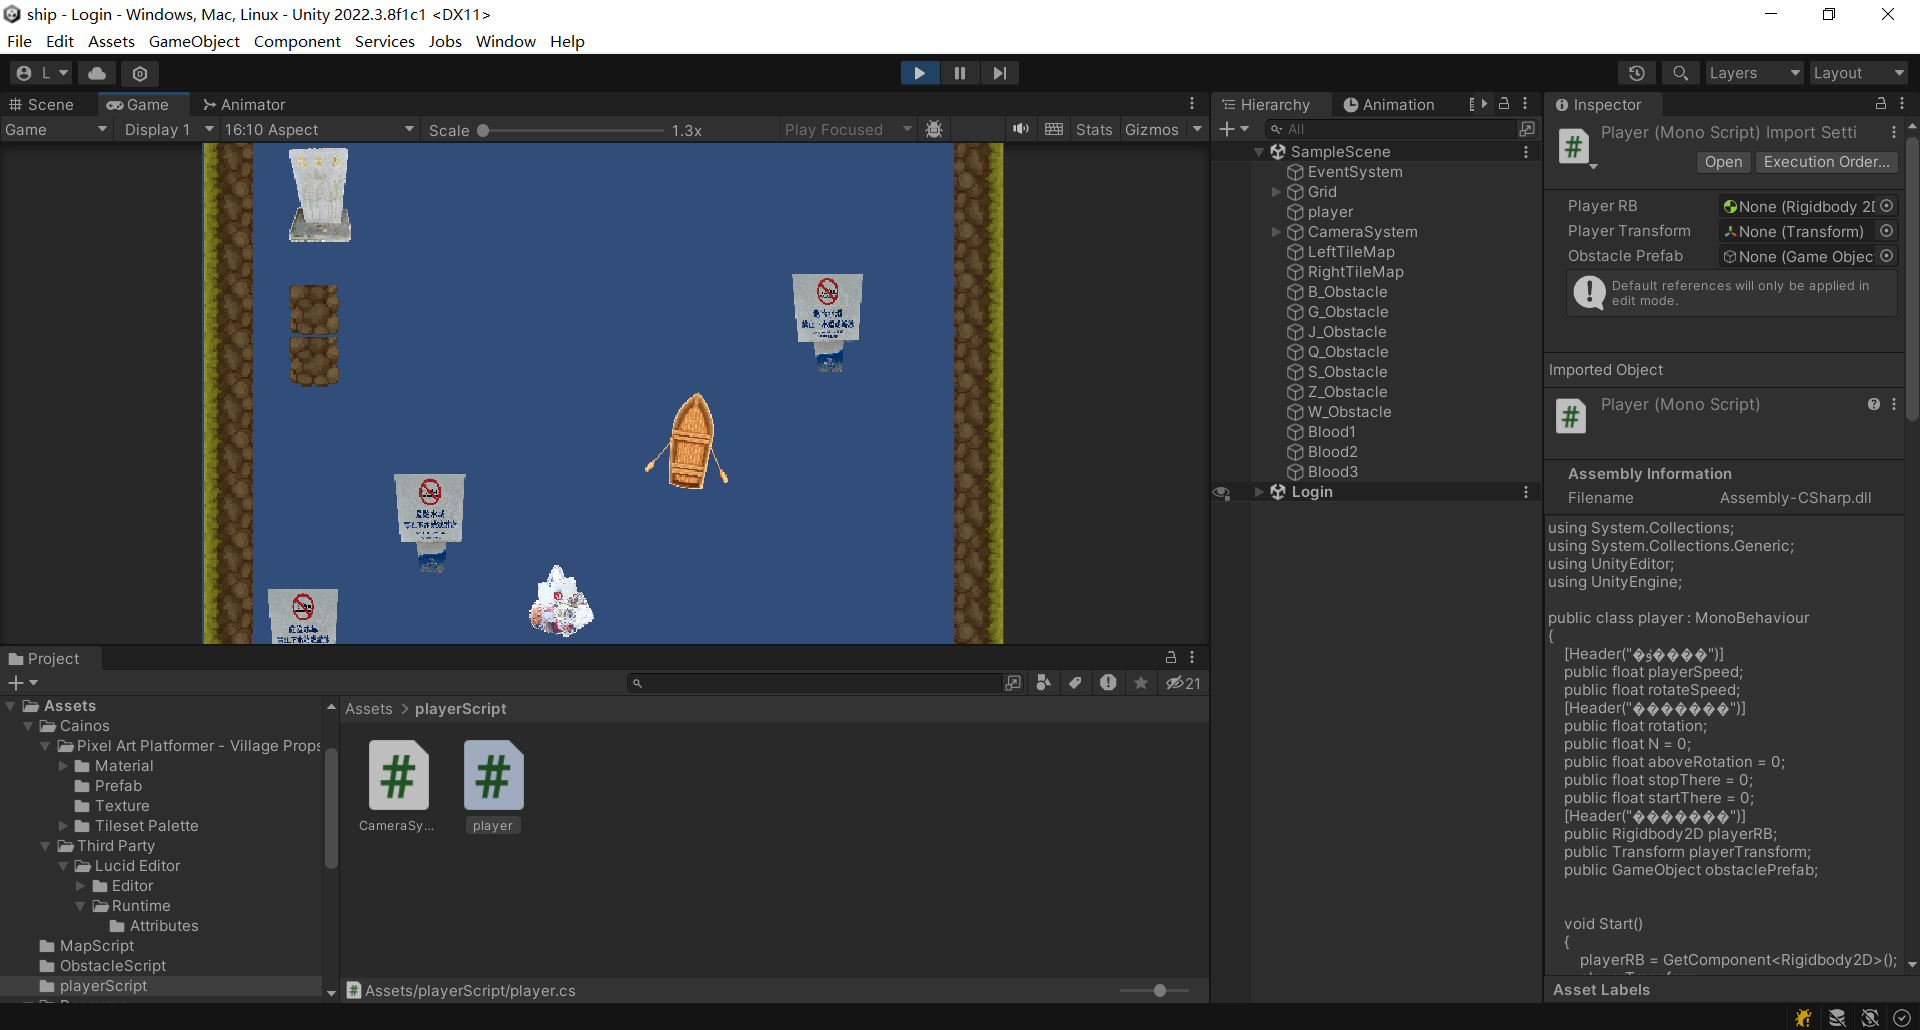 ship - Login - Windows, Mac, Linux - Unity 2022.3.8f1c1 <DX11>
File Edit Assets GameObject Component Services Jobs Window Help
L
Layers
Layout
Scene
Game
Animator
Game
Display 1
16:10 Aspect
Scale
1.3x
Play Focused
Stats
Gizmos
Hierarchy
Animation
All
SampleScene
EventSystem
Grid
player
CameraSystem
LeftTileMap
RightTileMap
B_Obstacle
G_Obstacle
J_Obstacle
Q_Obstacle
S_Obstacle
Z_Obstacle
W_Obstacle
Blood1
Blood2
Blood3
Login
Inspector
Player (Mono Script) Import Setti
Open
Execution Order...
Player RB
None (Rigidbody 2D
Player Transform
None (Transform)
Obstacle Prefab
None (Game Objec
Default references will only be applied in
edit mode.
Imported Object
Player (Mono Script)
Assembly Information
Filename Assembly-CSharp.dll
using System.Collections;
using System.Collections.Generic;
using UnityEditor;
using UnityEngine;
public class player : MonoBehaviour
{
[Header("�ٶ����")]
public float playerSpeed;
public float rotateSpeed;
[Header("�������")]
public float rotation;
public float N = 0;
public float aboveRotation = 0;
public float stopThere = 0;
public float startThere = 0;
[Header("�������")]
public Rigidbody2D playerRB;
public Transform playerTransform;
public GameObject obstaclePrefab;
void Start()
{
playerRB = GetComponent<Rigidbody2D>();
Asset Labels
Project
21
Assets
Cainos
Pixel Art Platformer - Village Props
Material
Prefab
Texture
Tileset Palette
Third Party
Lucid Editor
Editor
Runtime
Attributes
MapScript
ObstacleScript
playerScript
Assets > playerScript
CameraSy...
player
Assets/playerScript/player.cs